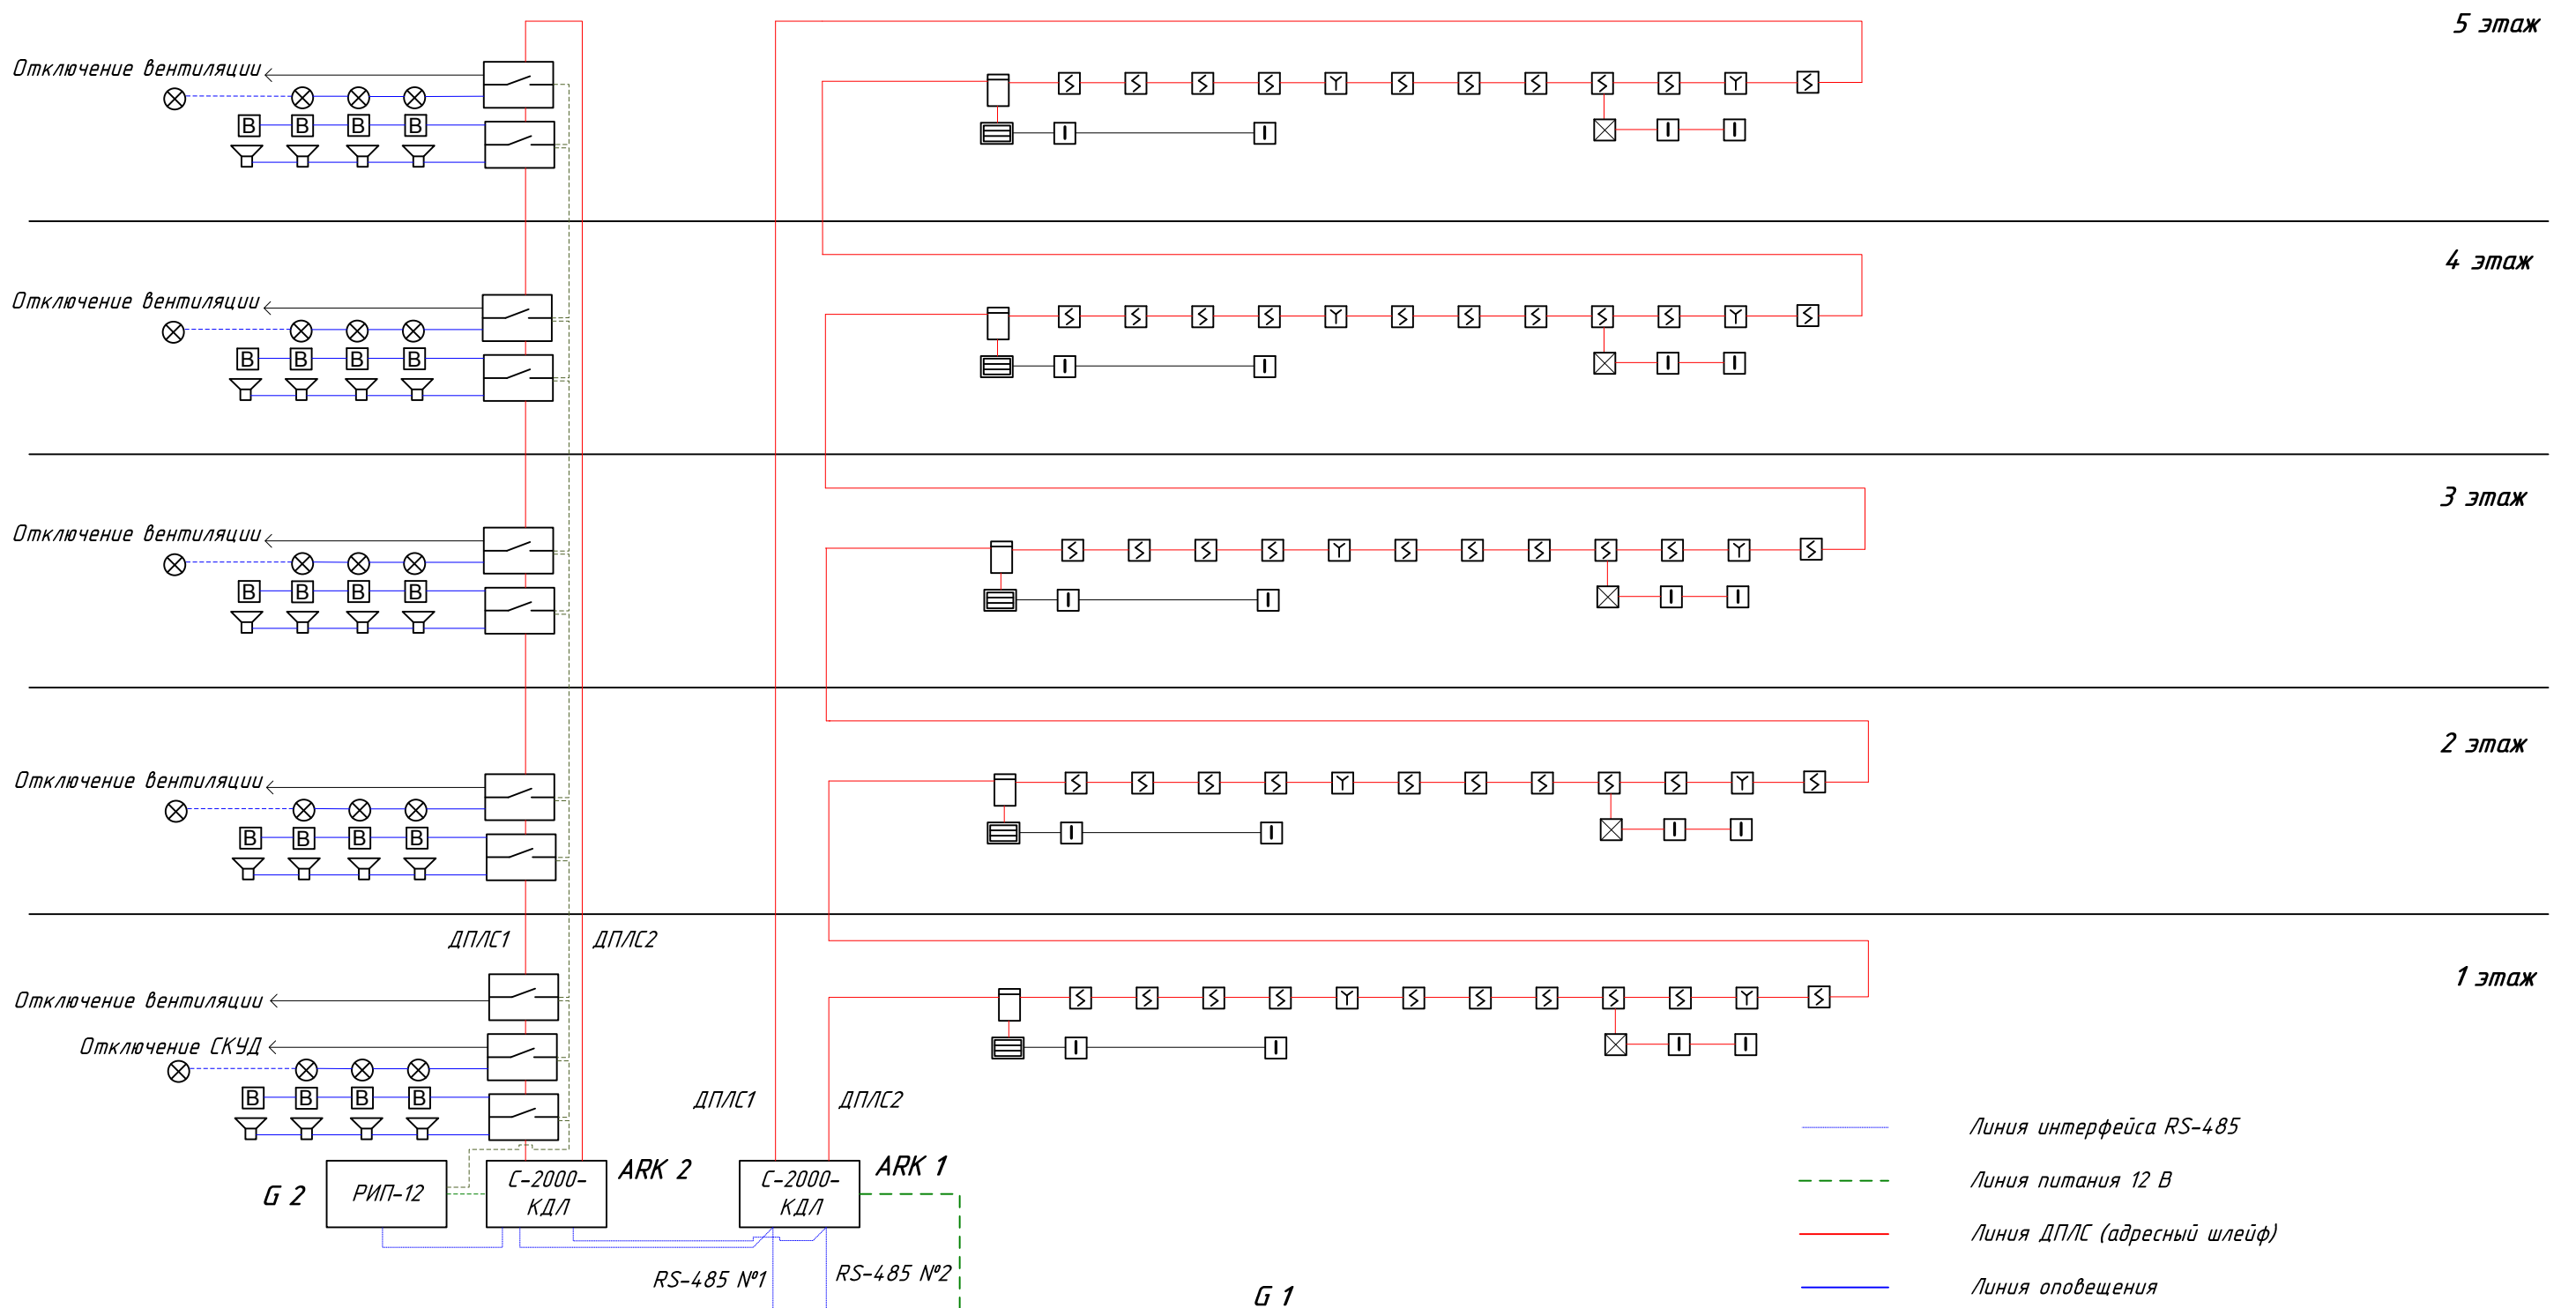 5 этаж
Отключение вентиляции
B B B B
4 этаж
Отключение вентиляции
B B B B
3 этаж
Отключение вентиляции
B B B B
2 этаж
Отключение вентиляции
B B B B
ДПЛС1 ДПЛС2
1 этаж
Отключение вентиляции
Отключение СКУД
B B B B
ДПЛС1 ДПЛС2
Линия интерфейса RS-485
G 2
РИП-12
С-2000-
КДЛ
ARK 2
С-2000-
КДЛ
ARK 1
Линия питания 12 В
Линия ДПЛС (адресный шлейф)
RS-485 №1
RS-485 №2
G 1
Линия оповещения